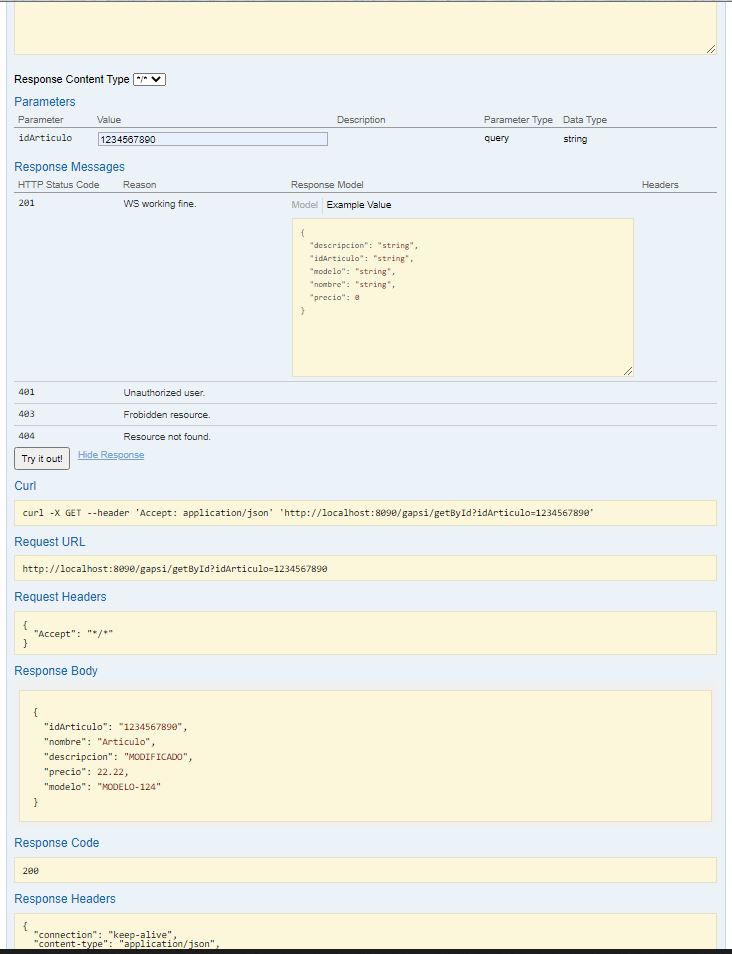 Response Content Type */*
Parameters
Parameter Value Description Parameter Type Data Type
idArticulo 1234567890 query string
Response Messages
HTTP Status Code Reason Response Model Headers
201 WS working fine. Model Example Value
{
"descripcion": "string",
"idArticulo": "string",
"modelo": "string",
"nombre": "string",
"precio": 0
}
401 Unauthorized user.
403 Frobidden resource.
404 Resource not found.
Try it out! Hide Response
Curl
curl -X GET --header 'Accept: application/json' 'http://localhost:8090/gapsi/getById?idArticulo=1234567890'
Request URL
http://localhost:8090/gapsi/getById?idArticulo=1234567890
Request Headers
{
"Accept": "*/*"
}
Response Body
{
"idArticulo": "1234567890",
"nombre": "Articulo",
"descripcion": "MODIFICADO",
"precio": 22.22,
"modelo": "MODELO-124"
}
Response Code
200
Response Headers
{
"connection": "keep-alive",
"content-type": "application/json",